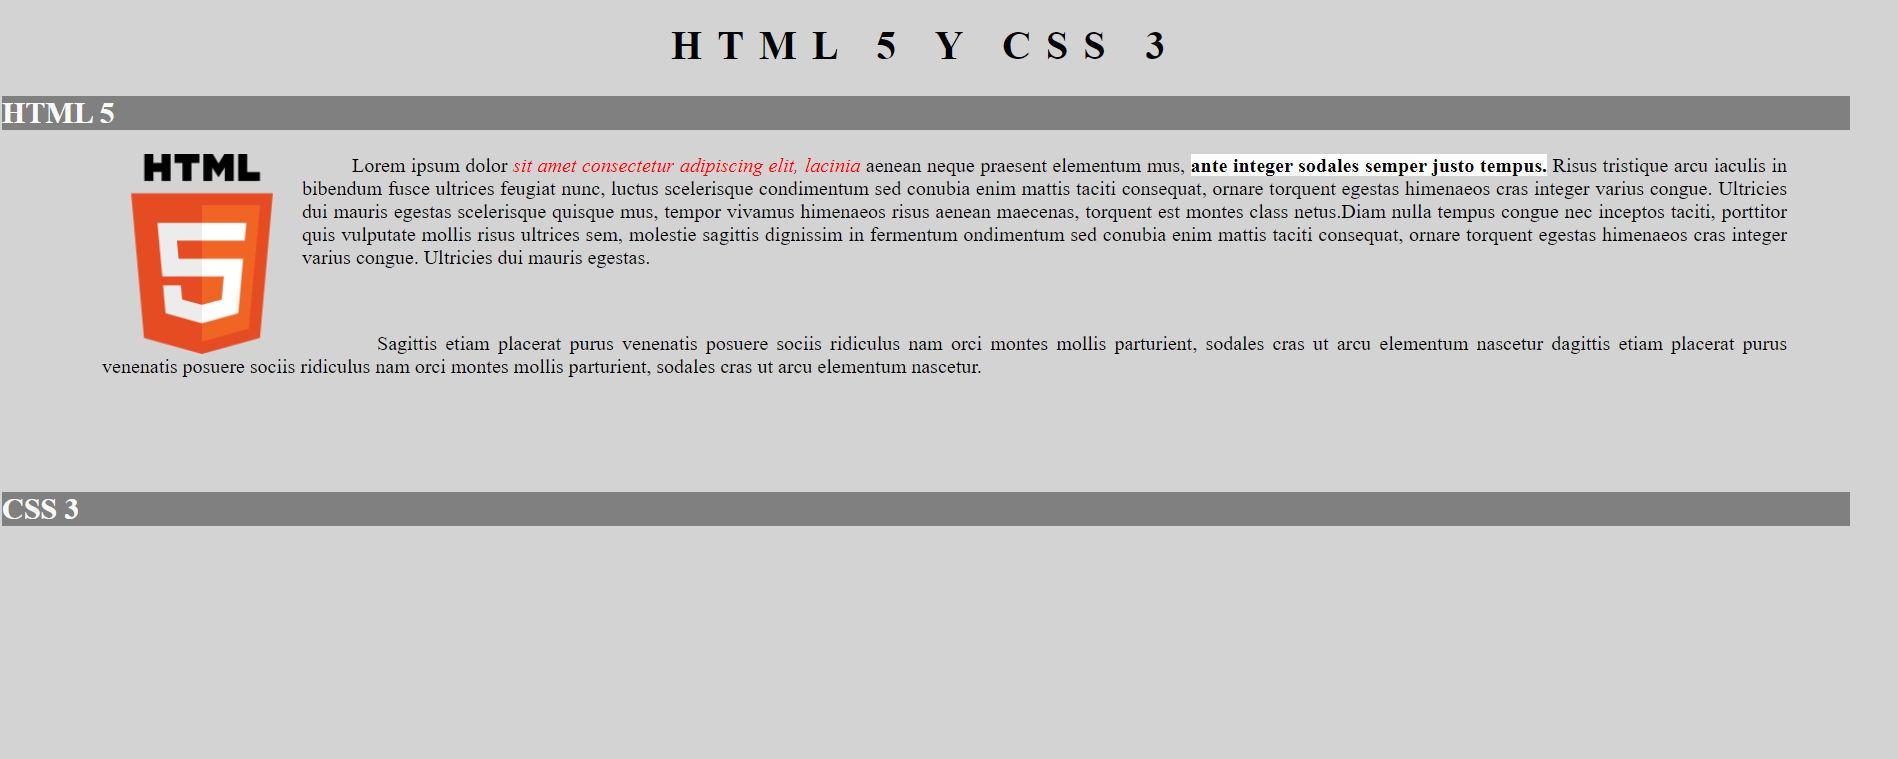 HTML 5 Y CSS 3
HTML 5
HTML
5
Lorem ipsum dolor sit amet consectetur adipiscing elit, lacinia aenean neque praesent elementum mus, ante integer sodales semper justo tempus. Risus tristique arcu iaculis in
bibendum fusce ultrices feugiat nunc, luctus scelerisque condimentum sed conubia enim mattis taciti consequat, ornare torquent egestas himenaeos cras integer varius congue. Ultricies
dui mauris egestas scelerisque quisque mus, tempor vivamus himenaeos risus aenean maecenas, torquent est montes class netus.Diam nulla tempus congue nec inceptos taciti, porttitor
quis vulputate mollis risus ultrices sem, molestie sagittis dignissim in fermentum ondimentum sed conubia enim mattis taciti consequat, ornare torquent egestas himenaeos cras integer
varius congue. Ultricies dui mauris egestas.
Sagittis etiam placerat purus venenatis posuere sociis ridiculus nam orci montes mollis parturient, sodales cras ut arcu elementum nascetur dagittis etiam placerat purus
venenatis posuere sociis ridiculus nam orci montes mollis parturient, sodales cras ut arcu elementum nascetur.
CSS 3